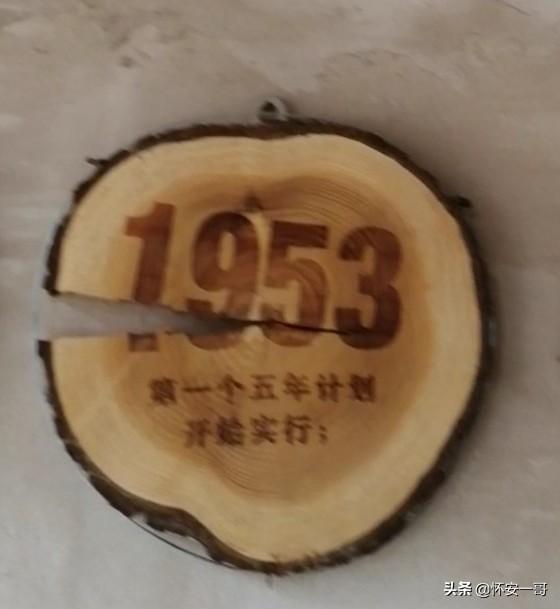 1953
第一个五年计划
开始实行；
头条 @怀安一哥